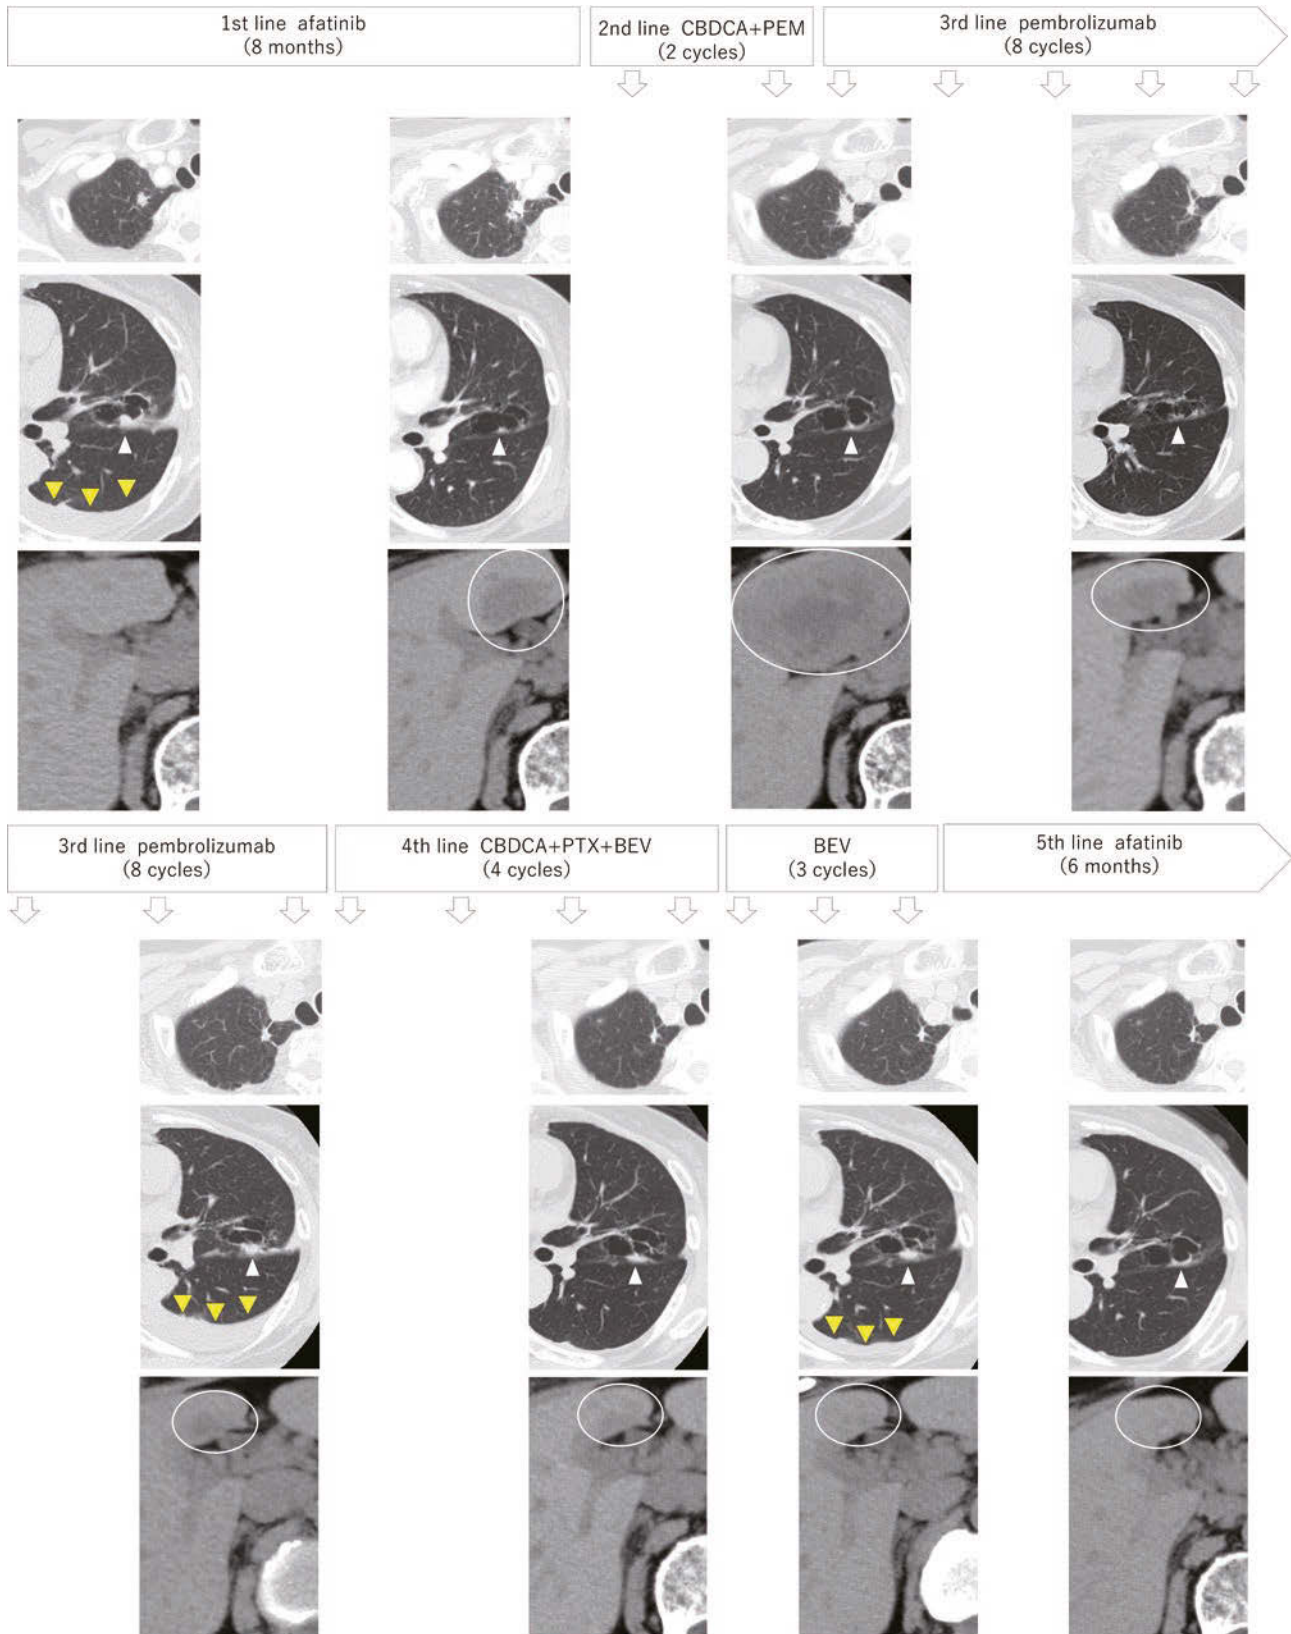 1st line afatinib
(8 months)
2nd line CBDCA+PEM
(2 cycles)
3rd line pembrolizumab
(8 cycles)
3rd line pembrolizumab
(8 cycles)
4th line CBDCA+PTX+BEV
(4 cycles)
BEV
(3 cycles)
5th line afatinib
(6 months)